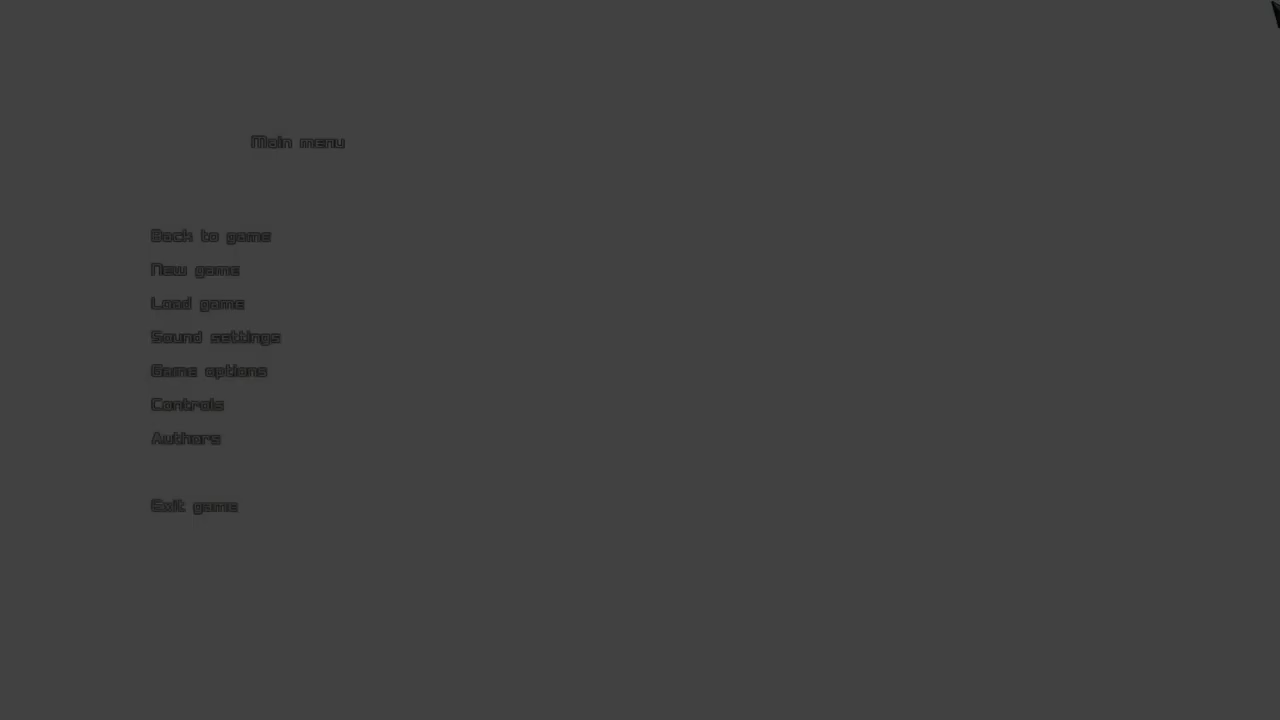 Main menu
Back to game
New game
Load game
Sound settings
Game options
Controls
Authors
Exit game